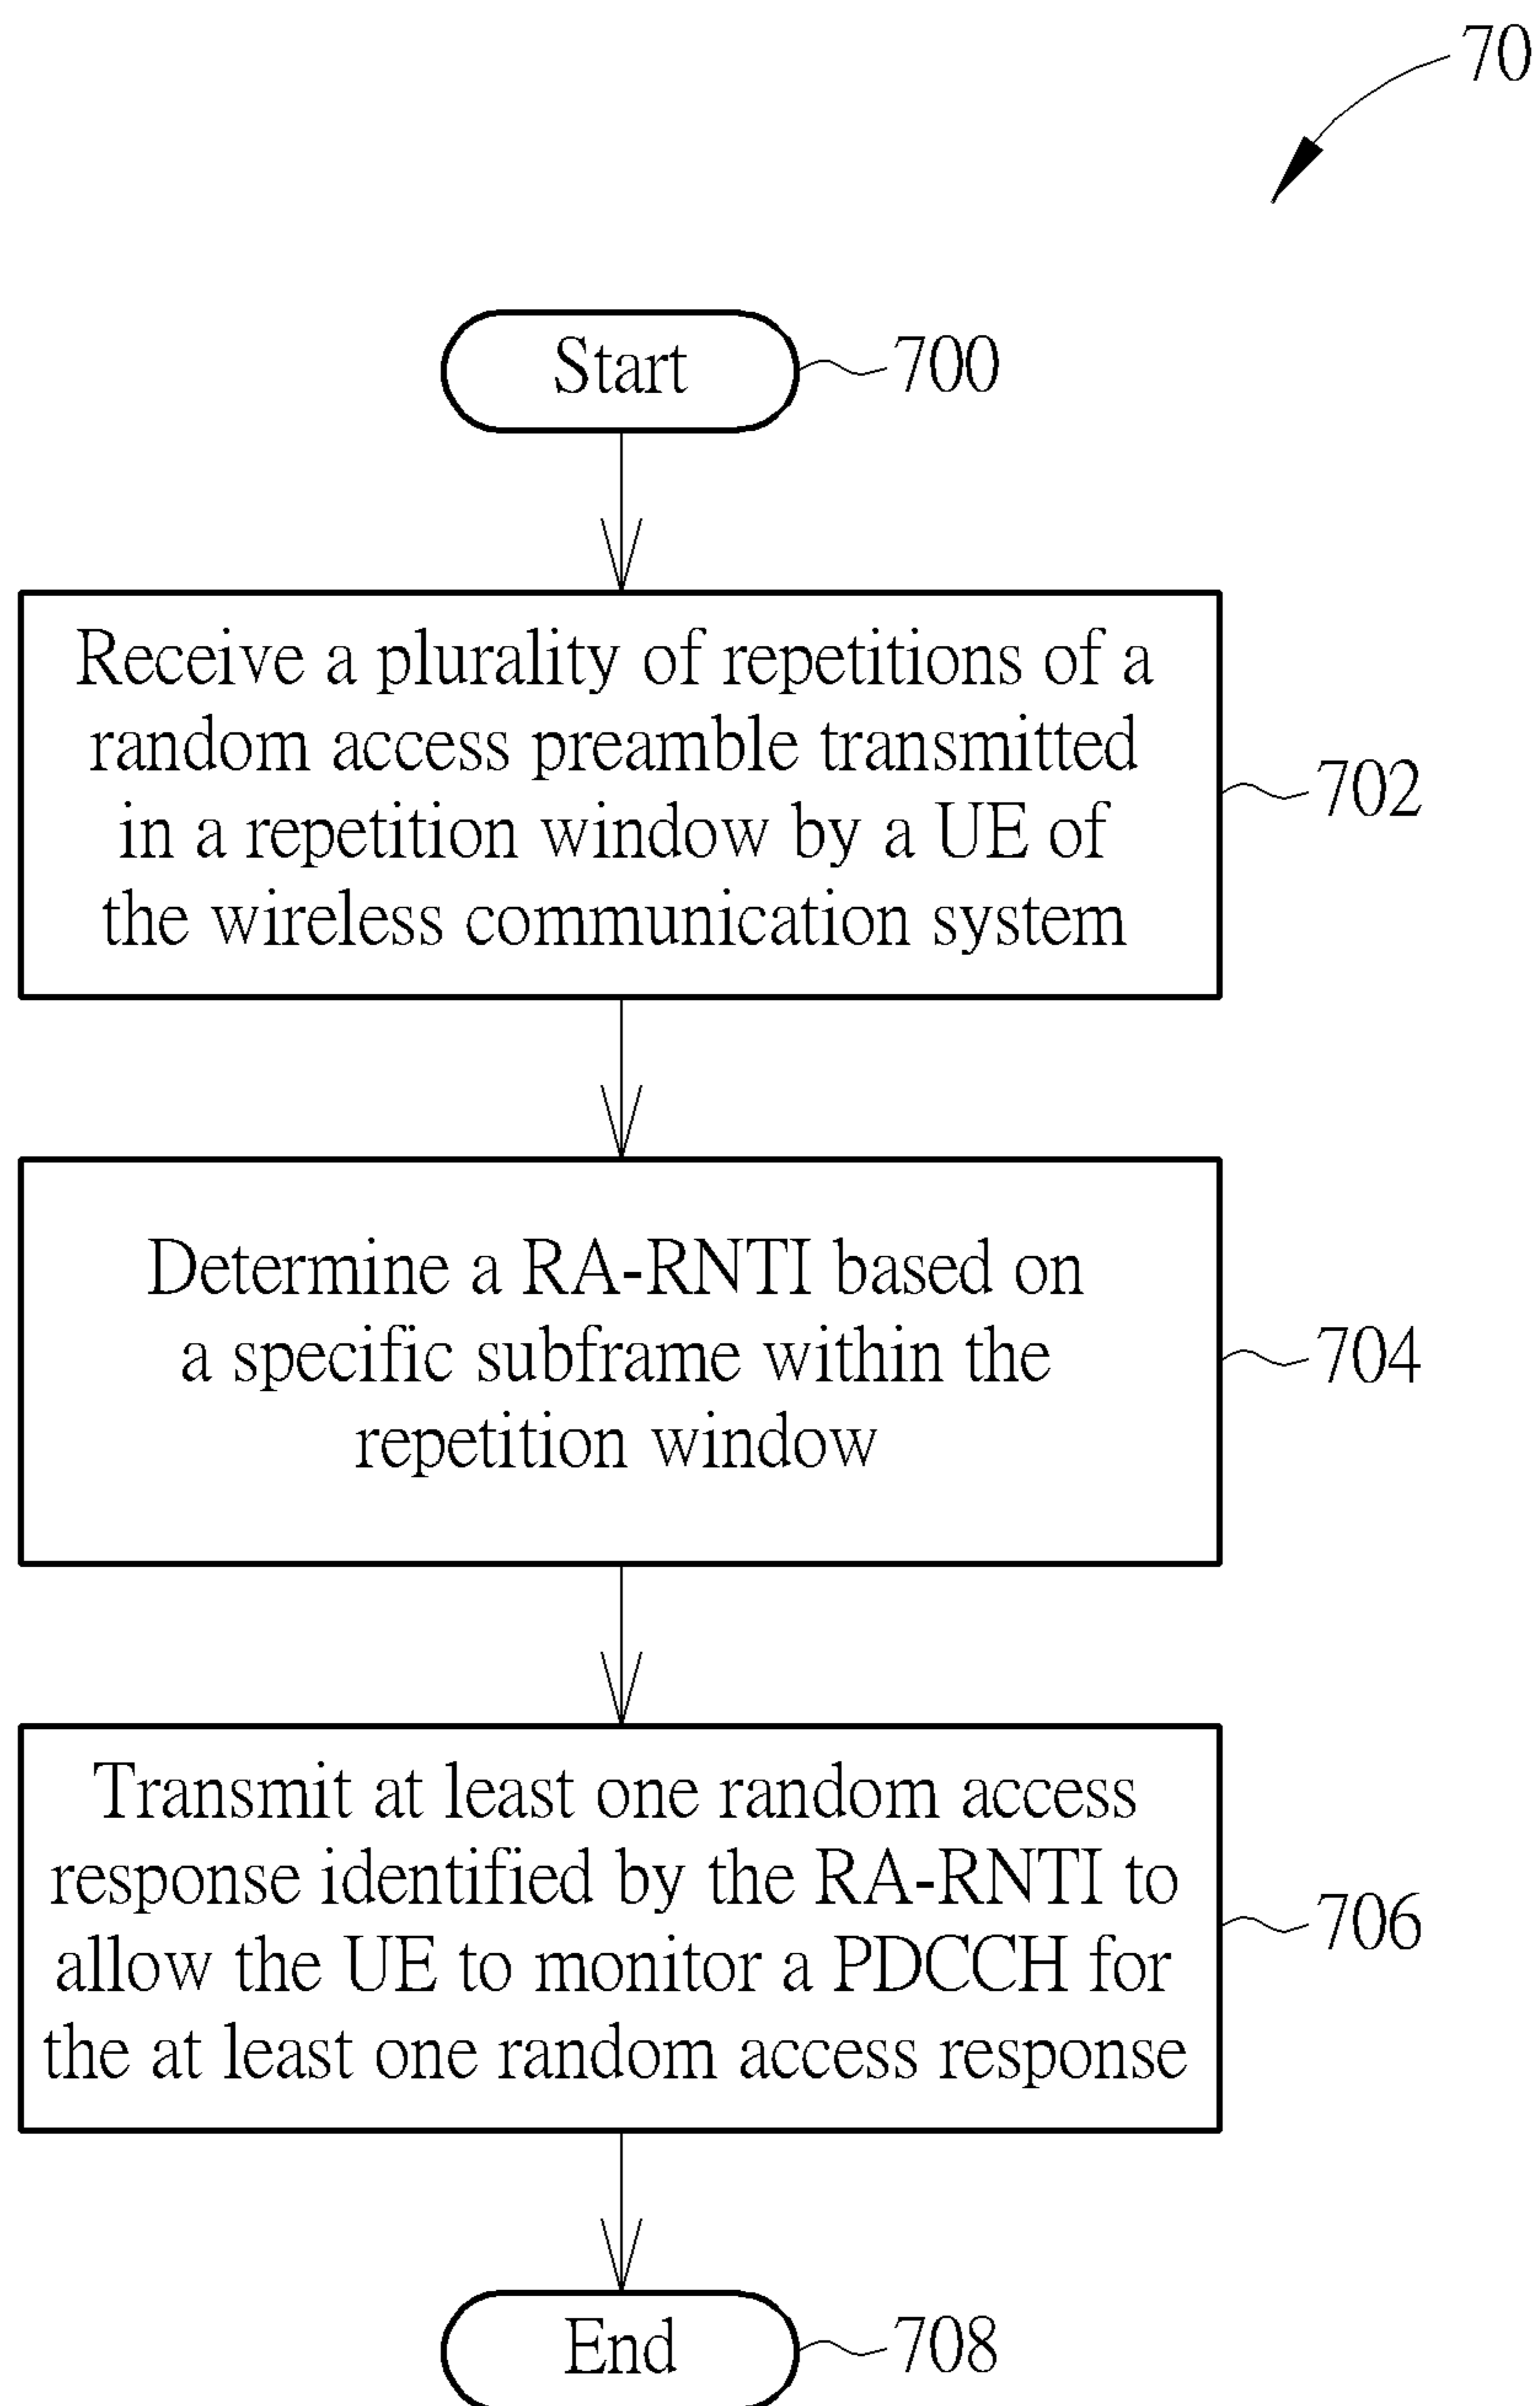 70
Start
700
Receive a plurality of repetitions of a
random access preamble transmitted
in a repetition window by a UE of
the wireless communication system
702
Determine a RA-RNTI based on
a specific subframe within the
repetition window
704
Transmit at least one random access
response identified by the RA-RNTI to
allow the UE to monitor a PDCCH for
the at least one random access response
706
End
708